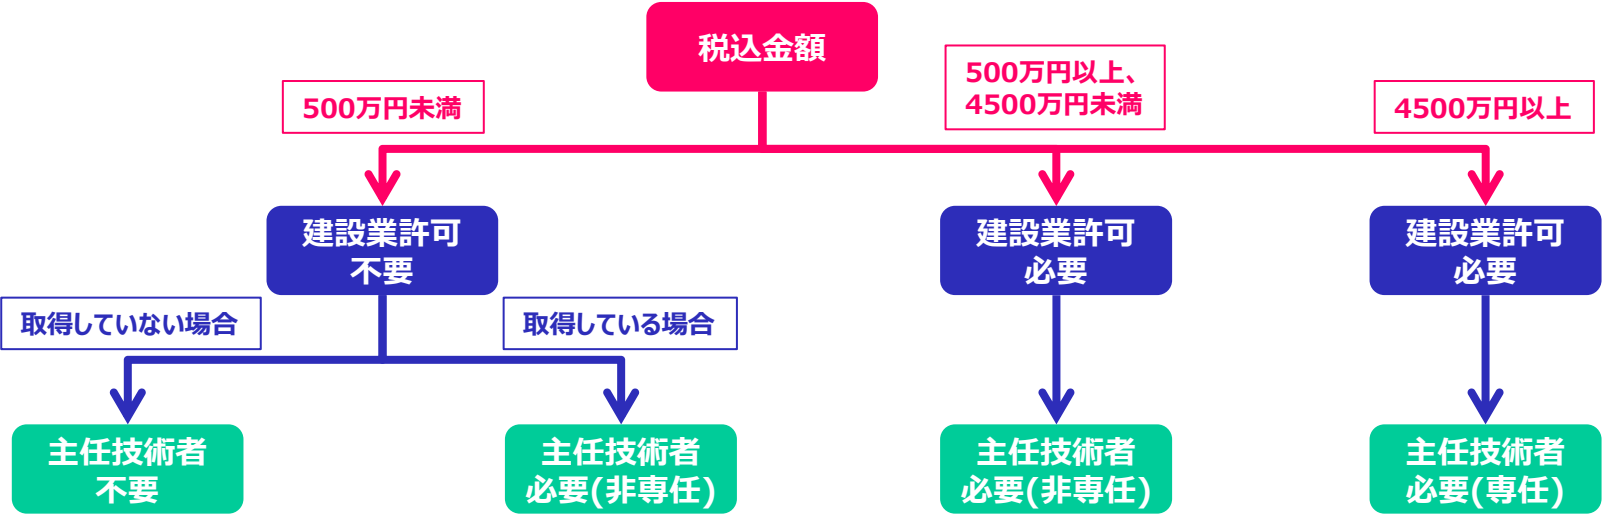 税込金額
500万円未満
500万円以上、
4500万円未満
4500万円以上
建設業許可
不要
建設業許可
必要
建設業許可
必要
取得していない場合
取得している場合
主任技術者
不要
主任技術者
必要(非専任)
主任技術者
必要(非専任)
主任技術者
必要(専任)